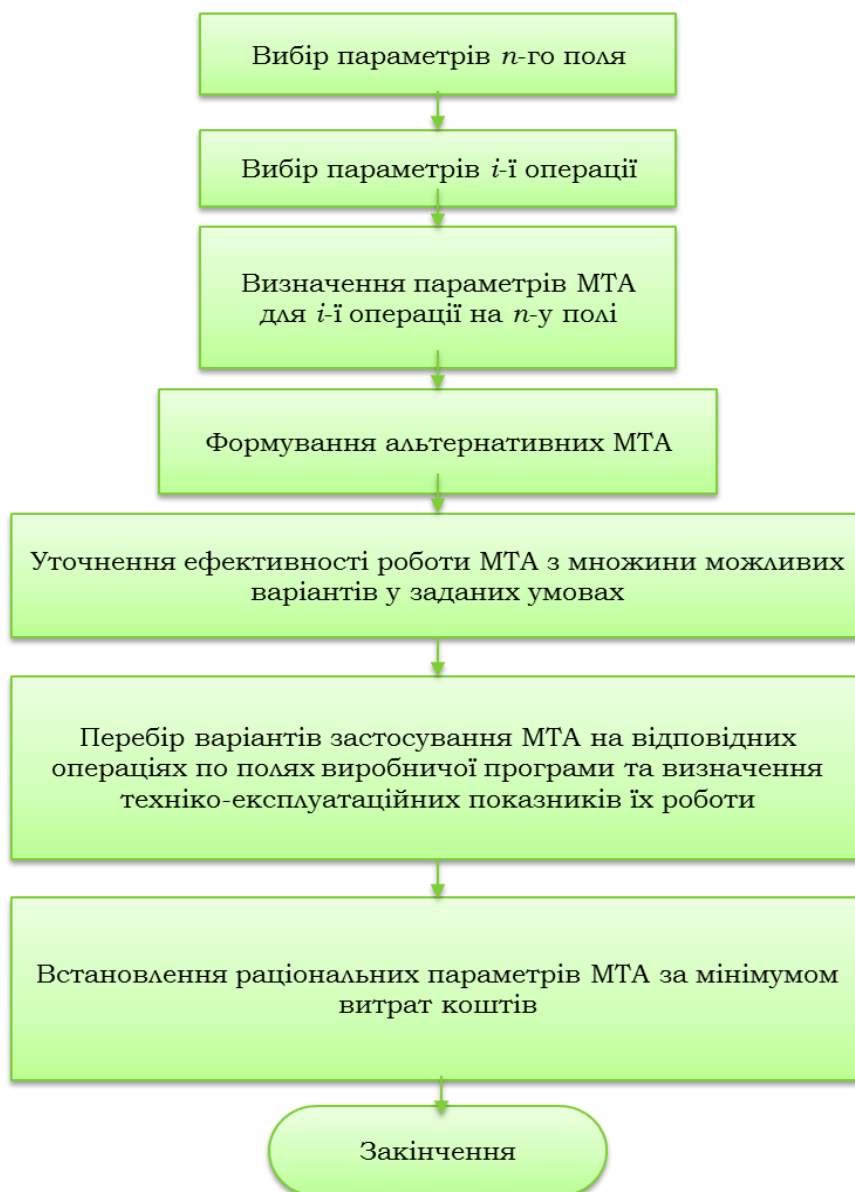 Вибір параметрів n-го поля
Вибір параметрів i-ї операції
Визначення параметрів МТА
для i-ї операції на n-у полі
Формування альтернативних МТА
Уточнення ефективності роботи МТА з множини можливих
варіантів у заданих умовах
Перебір варіантів застосування МТА на відповідних
операціях по полях виробничої програми та визначення
техніко-експлуатаційних показників їх роботи
Встановлення раціональних параметрів МТА за мінімумом
витрат коштів
Закінчення